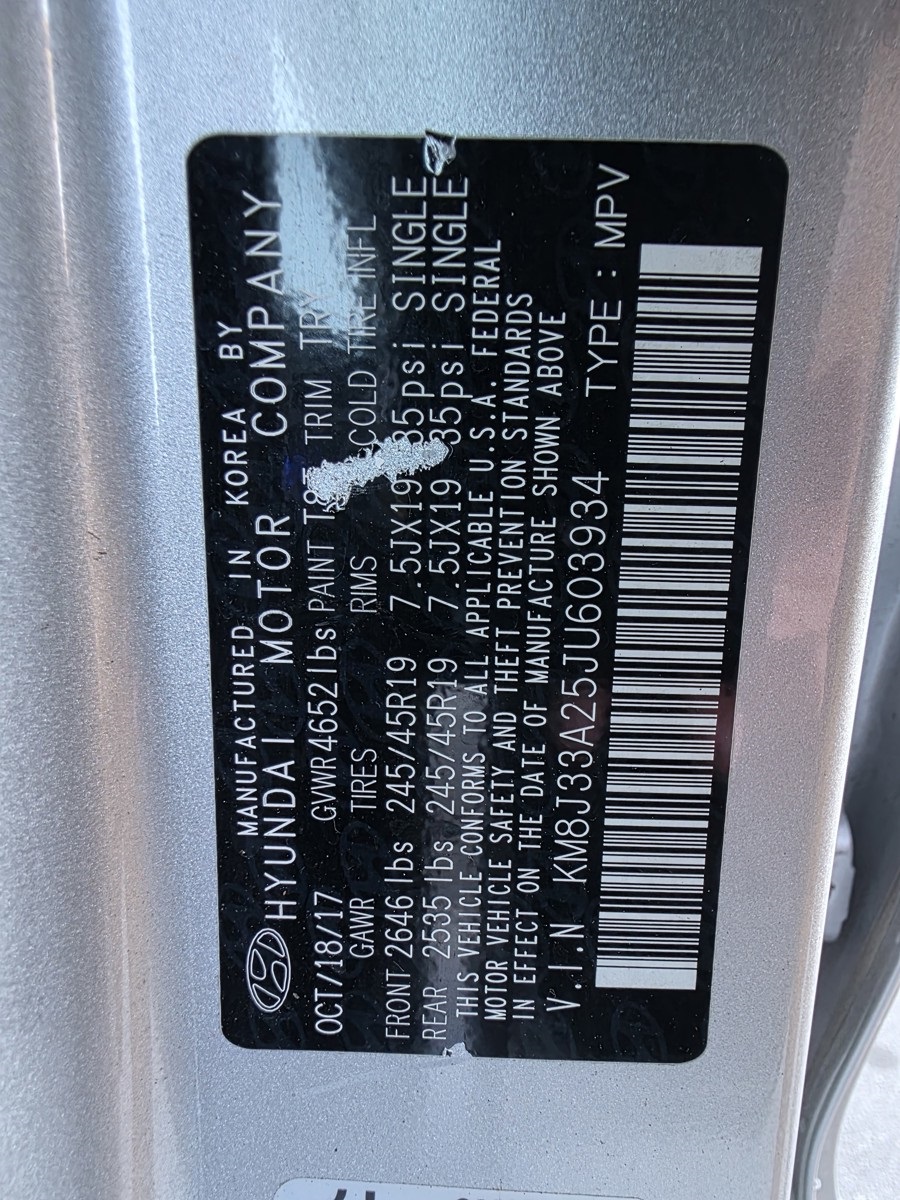 MANUFACTURED IN KOREA BY
HYUNDAI MOTOR COMPANY
OCT/18/17 GVWR 4652 lbs PAINT T8T TRIM TRY
GAWR TIRES RIMS COLD TIRE INFL
FRONT 2646 lbs 245/45R19 7.5JX19 35psi SINGLE
REAR 2535 lbs 245/45R19 7.5JX19 35psi SINGLE
THIS VEHICLE CONFORMS TO ALL APPLICABLE U.S.A. FEDERAL
MOTOR VEHICLE SAFETY AND THEFT PREVENTION STANDARDS
IN EFFECT ON THE DATE OF MANUFACTURE SHOWN ABOVE
V.I.N KM8J33A25JU603934 TYPE : MPV